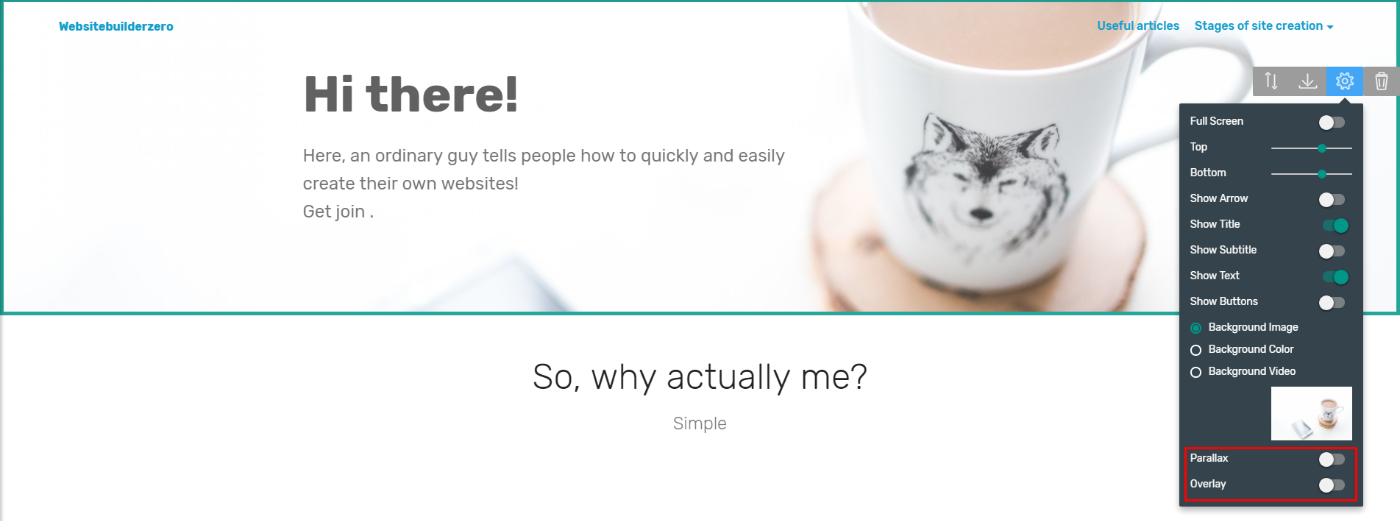 Websitebuilderzero
Useful articles Stages of site creation
Hi there!
Here, an ordinary guy tells people how to quickly and easily
create their own websites!
Get join .
So, why actually me?
Simple
Full Screen
Top
Bottom
Show Arrow
Show Title
Show Subtitle
Show Text
Show Buttons
Background Image
Background Color
Background Video
Parallax
Overlay